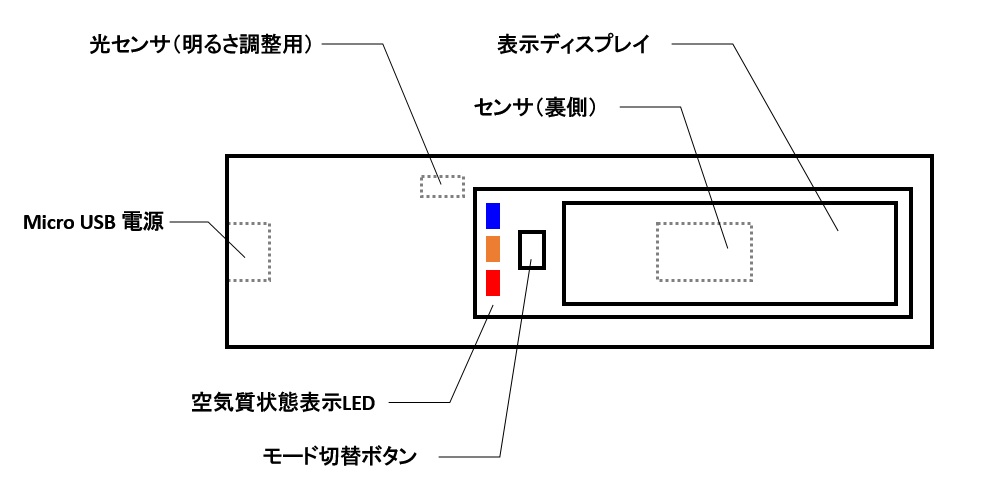 光センサ（明るさ調整用）
表示ディスプレイ
センサ（裏側）
Micro USB 電源
空気質状態表示LED
モード切替ボタン